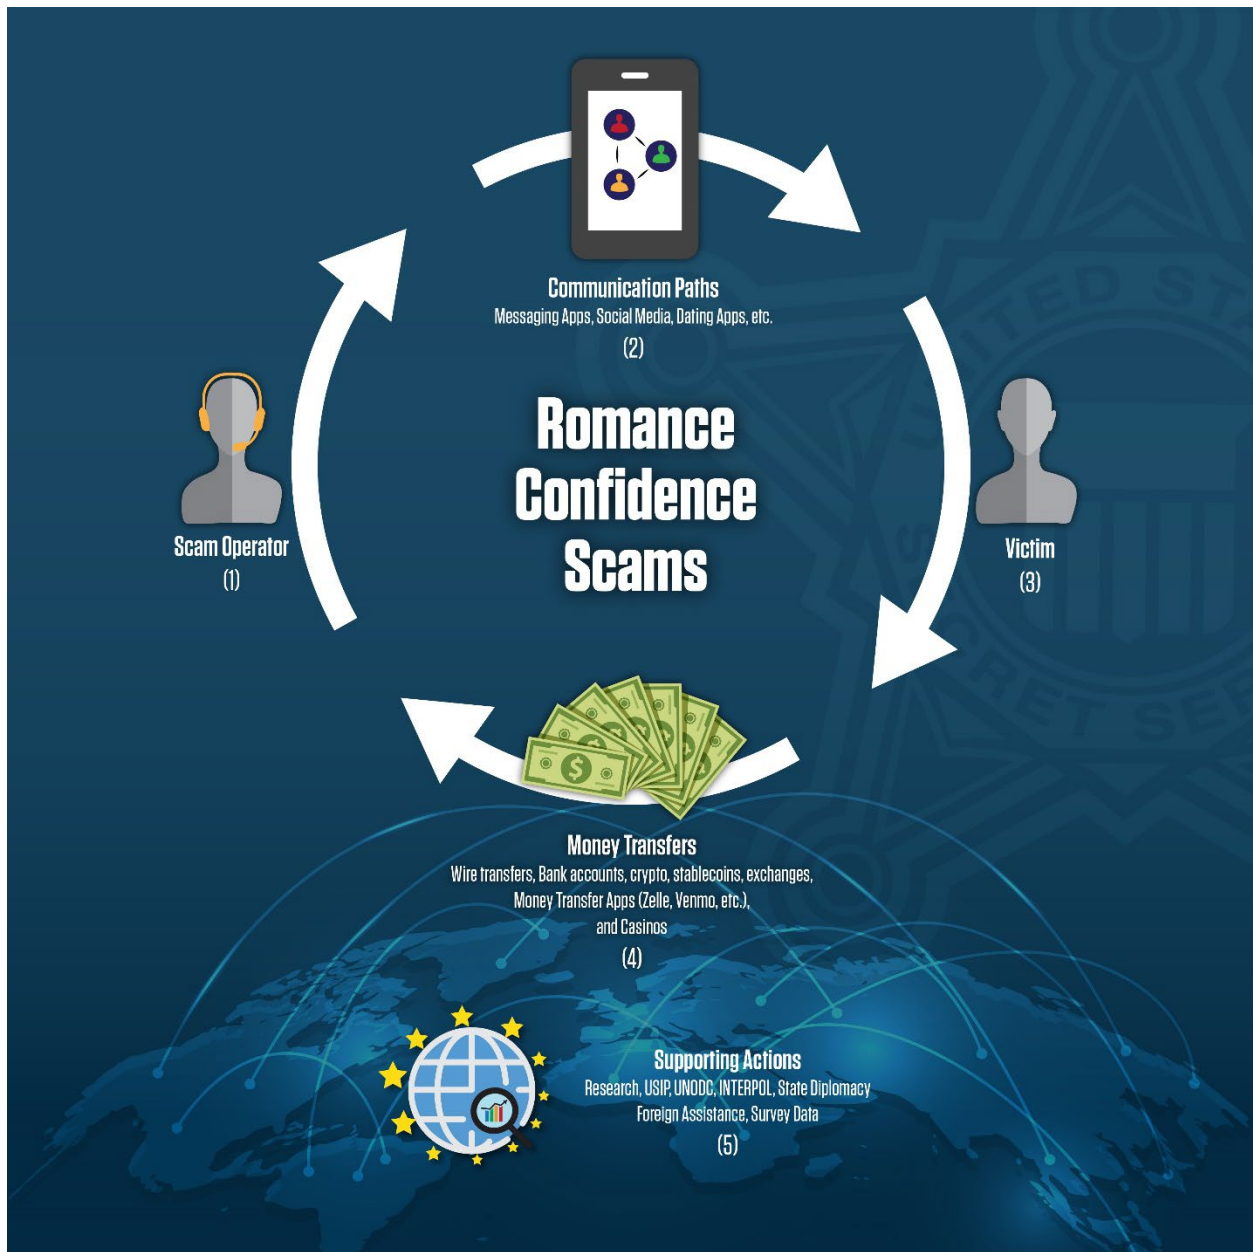 Communication Paths
Messaging Apps, Social Media, Dating Apps, etc.
(2)
Romance
Confidence
Scams
Scam Operator
(1)
Victim
(3)
Money Transfers
Wire transfers, Bank accounts, crypto, stablecoins, exchanges,
Money Transfer Apps (Zelle, Venmo, etc.),
and Casinos
(4)
Supporting Actions
Research, USIP, UNODC, INTERPOL, State Diplomacy
Foreign Assistance, Survey Data
(5)